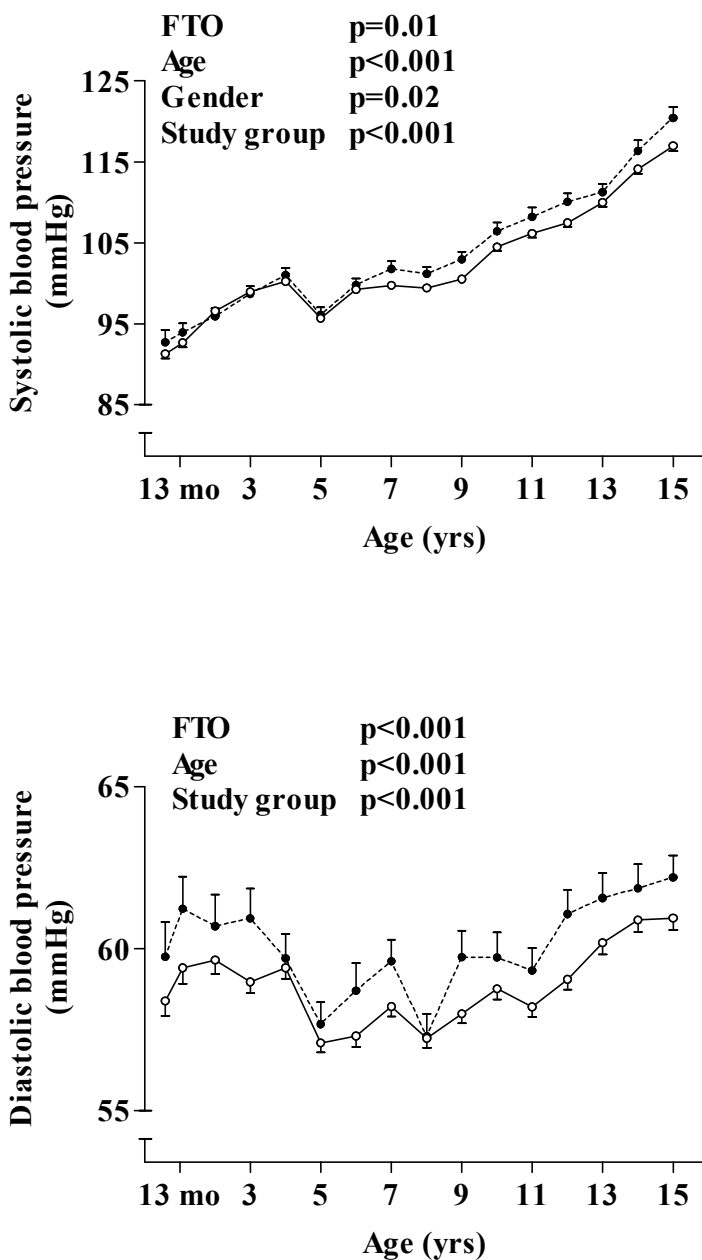 FTO p=0.01
Age p<0.001
Gender p=0.02
Study group p<0.001
Systolic blood pressure
(mmHg)
125
115
105
95
85
13 mo 3 5 7 9 11 13 15
Age (yrs)
FTO p<0.001
Age p<0.001
Study group p<0.001
Diastolic blood pressure
(mmHg)
65
60
55
13 mo 3 5 7 9 11 13 15
Age (yrs)